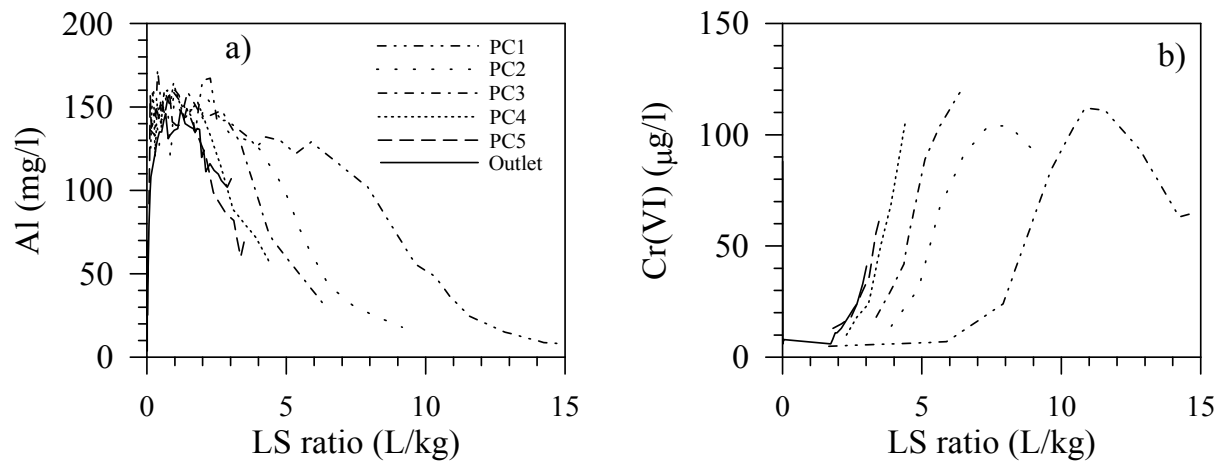 a)
PC1
PC2
PC3
PC4
PC5
Outlet
Al (mg/l)
200
150
100
50
0
0 5 10 15
LS ratio (L/kg)
b)
Cr(VI) (µg/l)
150
100
50
0
0 5 10 15
LS ratio (L/kg)